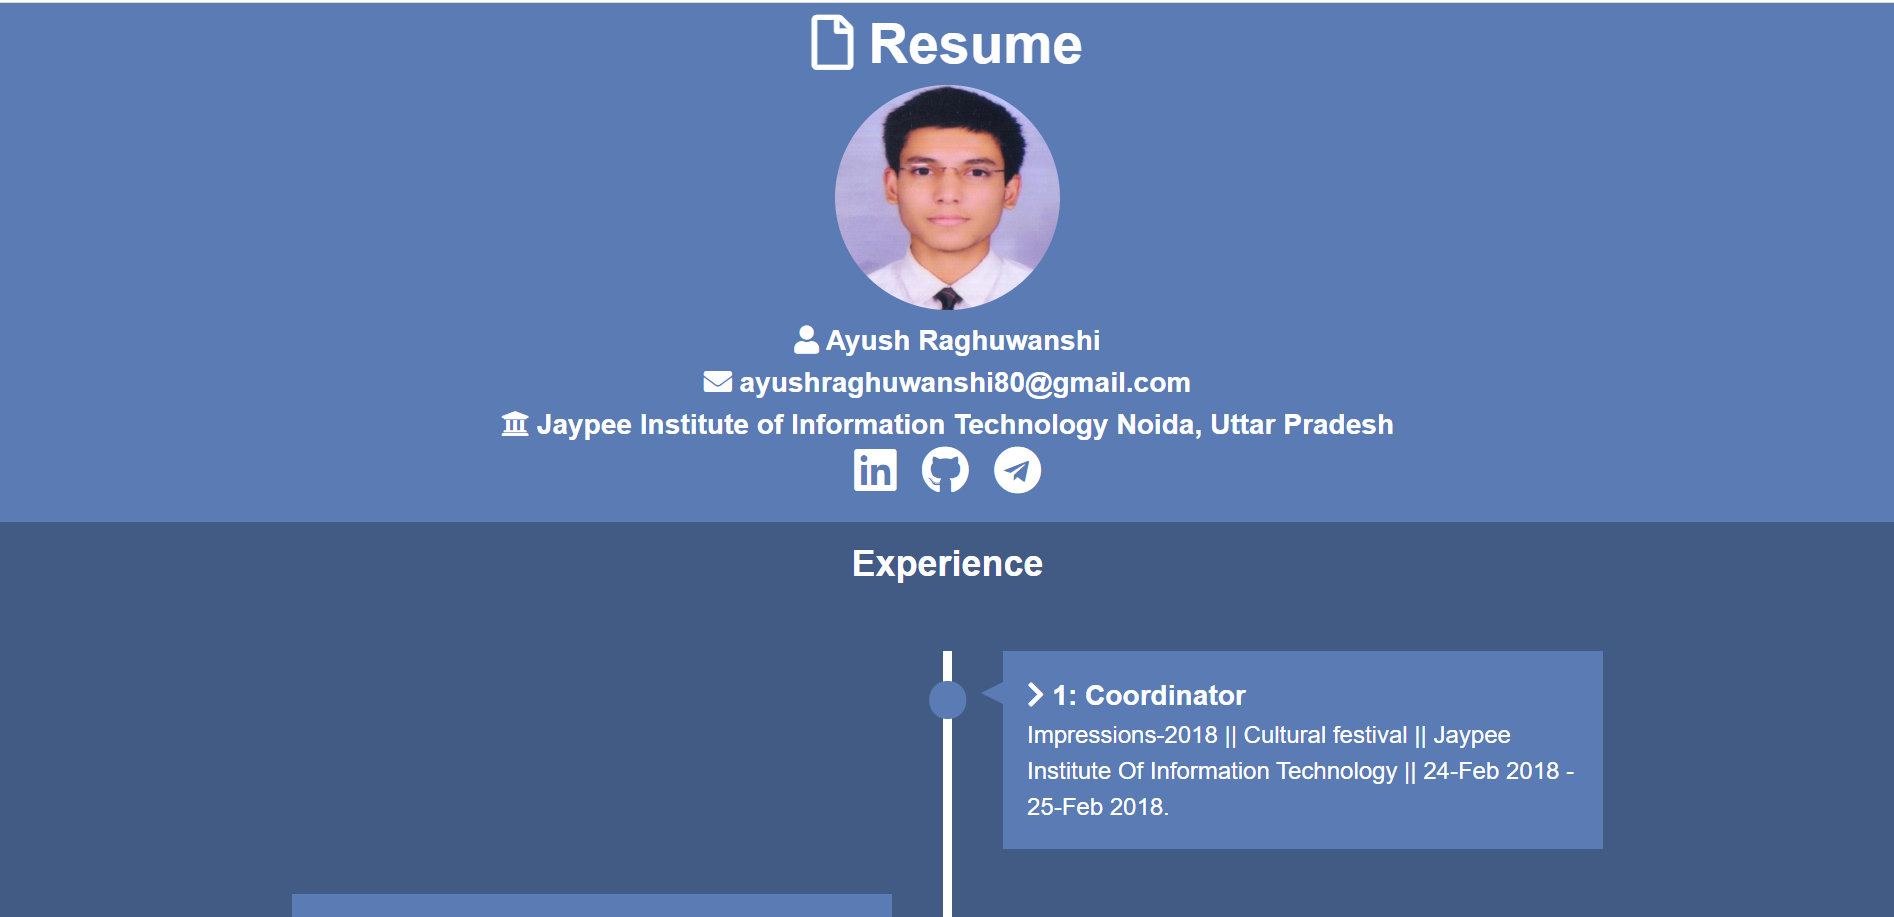 Resume
Ayush Raghuwanshi
ayushraghuwanshi80@gmail.com
Jaypee Institute of Information Technology Noida, Uttar Pradesh
in
Experience
1: Coordinator
Impressions-2018 || Cultural festival || Jaypee
Institute Of Information Technology || 24-Feb 2018 -
25-Feb 2018.